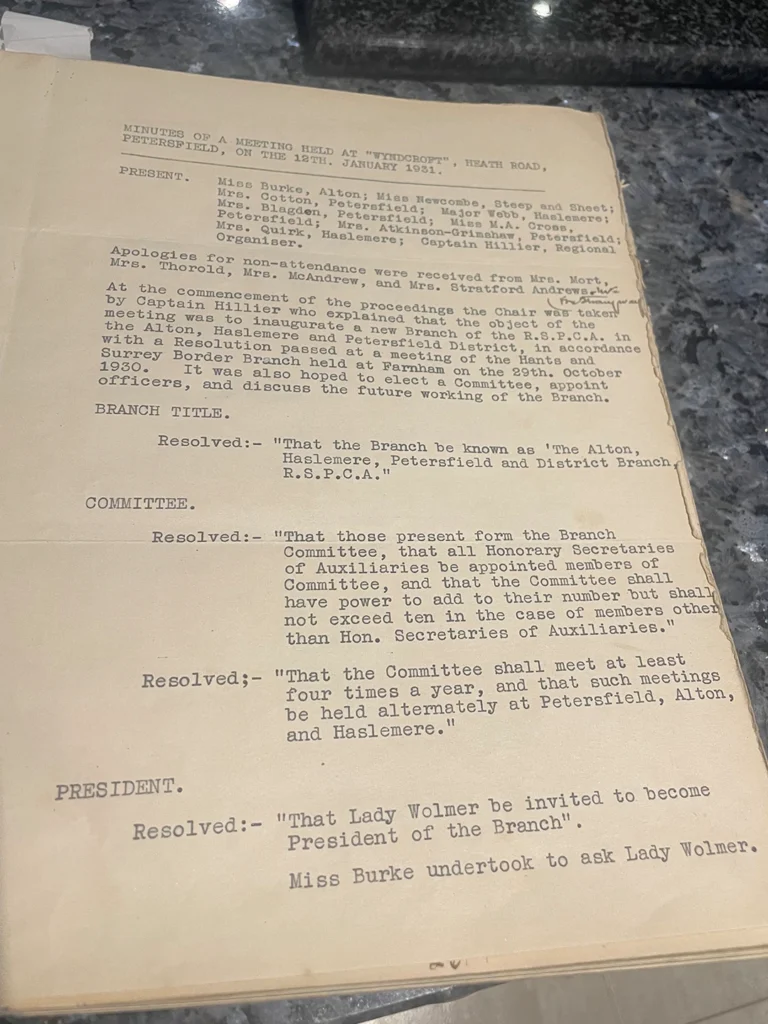 MINUTES OF A MEETING HELD AT "WYNDCROFT", HEATH ROAD,
PETERSFIELD, ON THE 12TH. JANUARY 1931.
PRESENT. Miss Burke, Alton; Miss Newcombe, Steep and Sheet;
Mrs. Cotton, Petersfield; Major Webb, Haslemere;
Mrs. Blagden, Petersfield; Miss M.A. Cross,
Petersfield; Mrs. Atkinson-Grimshaw, Petersfield;
Mrs. Quirk, Haslemere; Captain Hillier, Regional
Organiser.
Apologies for non-attendance were received from Mrs. Mort,
Mrs. Thorold, Mrs. McAndrew, and Mrs. Stratford Andrews
At the commencement of the proceedings the Chair was taken
by Captain Hillier who explained that the object of the
meeting was to inaugurate a new Branch of the R.S.P.C.A. in
the Alton, Haslemere and Petersfield District, in accordance
with a Resolution passed at a meeting of the Hants and
Surrey Border Branch held at Farnham on the 29th. October
1930. It was also hoped to elect a Committee, appoint
officers, and discuss the future working of the Branch.
BRANCH TITLE.
Resolved:- "That the Branch be known as 'The Alton,
Haslemere, Petersfield and District Branch,
R.S.P.C.A."
COMMITTEE.
Resolved:- "That those present form the Branch
Committee, that all Honorary Secretaries
of Auxiliaries be appointed members of
Committee, and that the Committee shall
have power to add to their number but shall
not exceed ten in the case of members other
than Hon. Secretaries of Auxiliaries."
Resolved;- "That the Committee shall meet at least
four times a year, and that such meetings
be held alternately at Petersfield, Alton,
and Haslemere."
PRESIDENT.
Resolved:- "That Lady Wolmer be invited to become
President of the Branch".
Miss Burke undertook to ask Lady Wolmer.